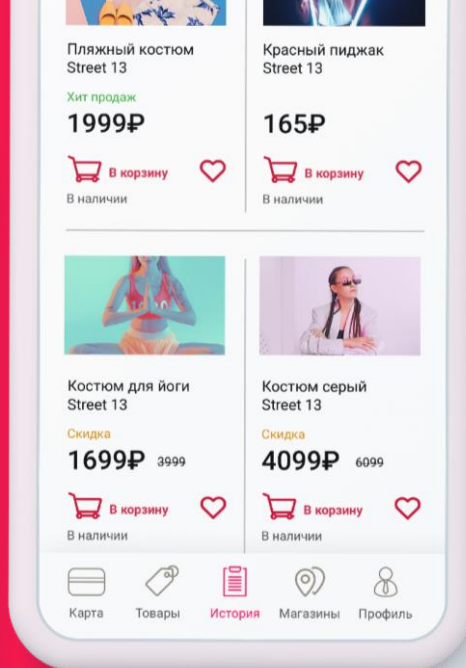 Пляжный костюм
Street 13
Хит продаж
1999₽
В корзину
В наличии
Красный пиджак
Street 13
165₽
В корзину
В наличии
Костюм для йоги
Street 13
Скидка
1699₽ 3999
В корзину
В наличии
Костюм серый
Street 13
Скидка
4099₽ 6099
В корзину
В наличии
Карта
Товары
История
Магазины
Профиль